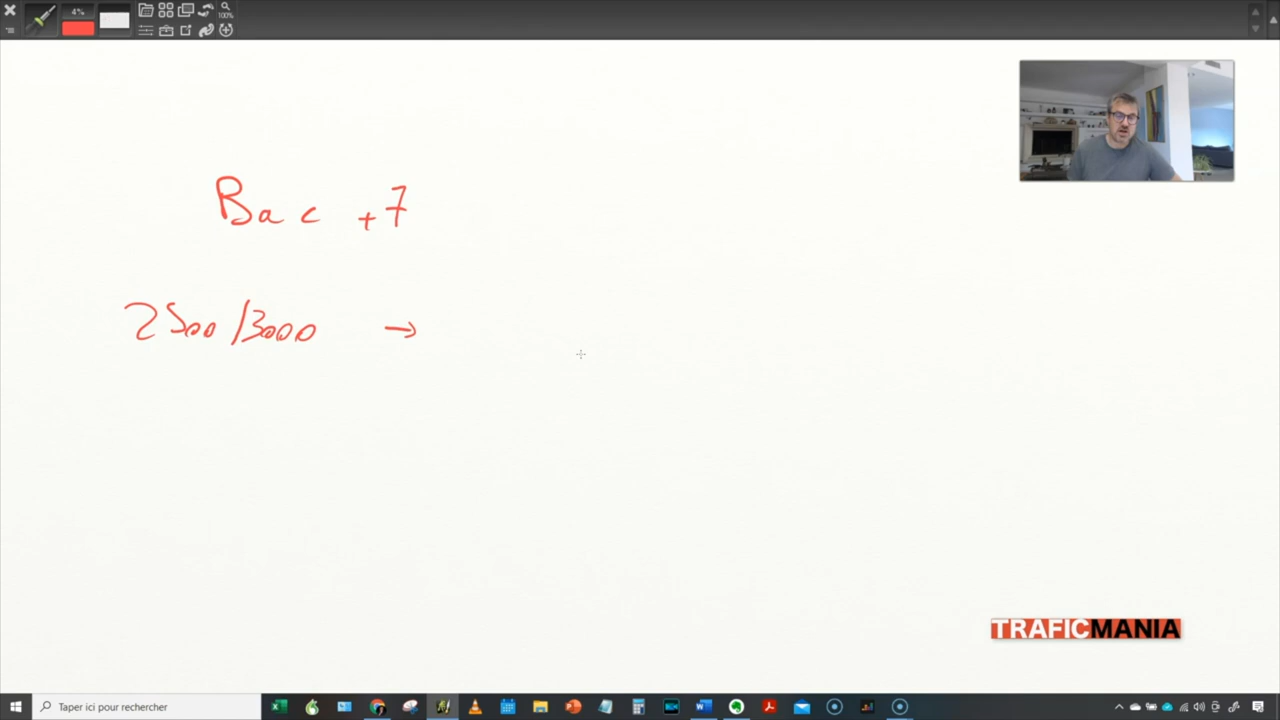 4%
100%
Bac +7
2500/3000 →
TRAFICMANIA
Taper ici pour rechercher